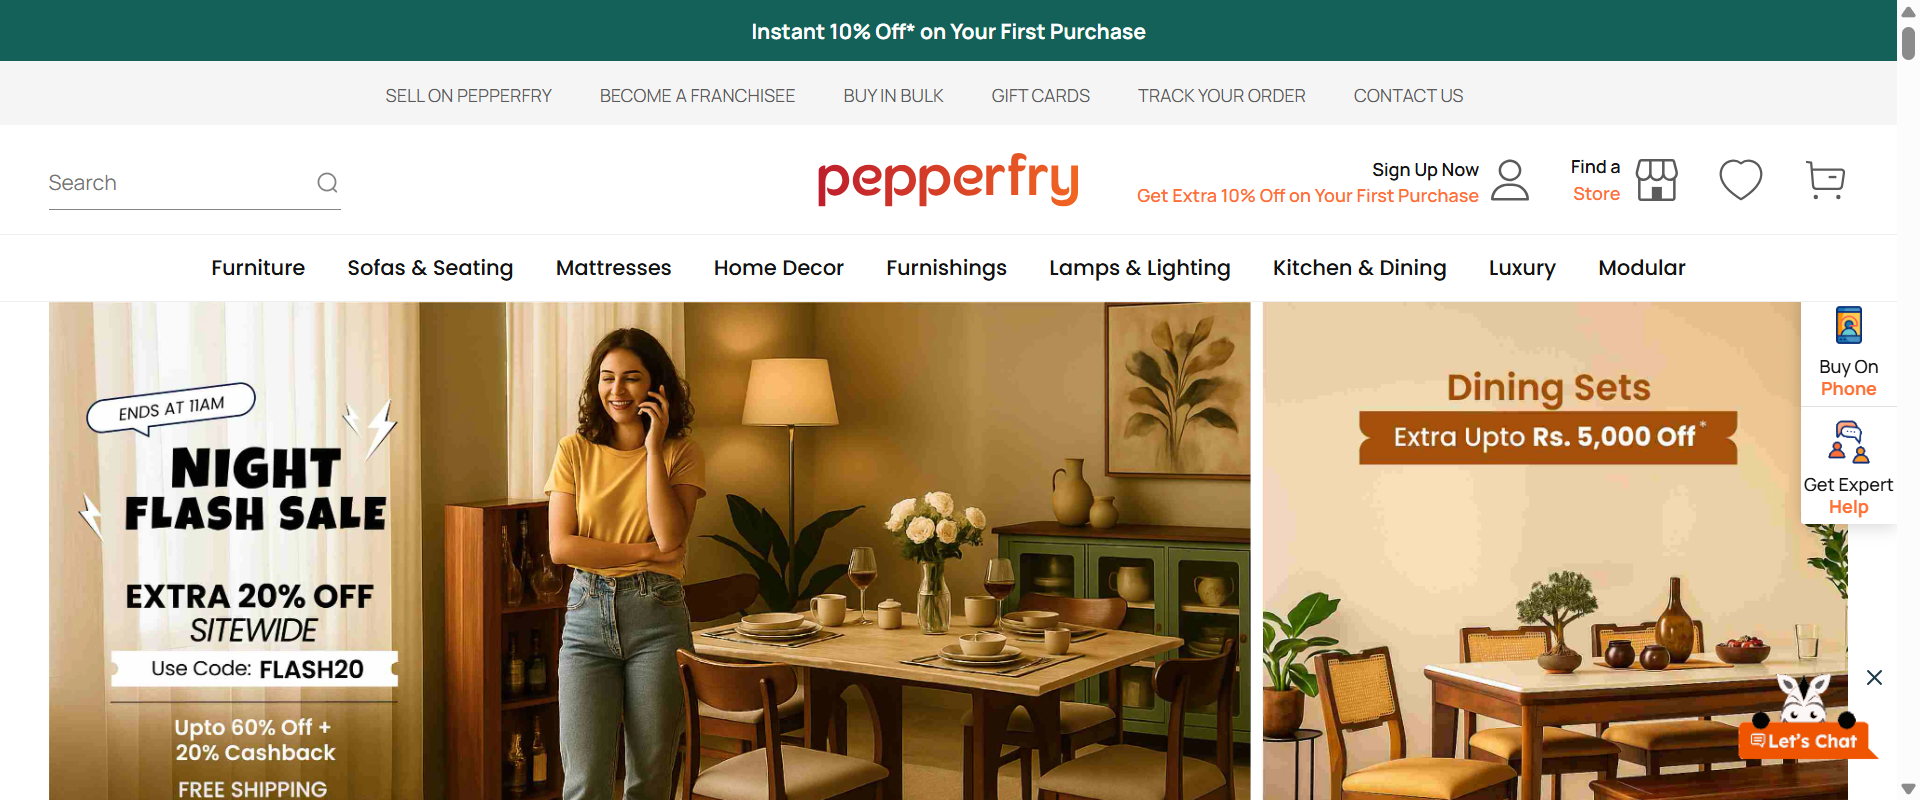 Instant 10% Off* on Your First Purchase
SELL ON PEPPERFRY
BECOME A FRANCHISEE
BUY IN BULK
GIFT CARDS
TRACK YOUR ORDER
CONTACT US
Search
pepperfry
Sign Up Now
Get Extra 10% Off on Your First Purchase
Find a
Store
Furniture
Sofas & Seating
Mattresses
Home Decor
Furnishings
Lamps & Lighting
Kitchen & Dining
Luxury
Modular
ENDS AT 11AM
NIGHT
FLASH SALE
EXTRA 20% OFF
SITEWIDE
Use Code: FLASH20
Upto 60% Off +
20% Cashback
FREE SHIPPING
Dining Sets
Extra Upto Rs. 5,000 Off*
Buy On
Phone
Get Expert
Help
Let's Chat